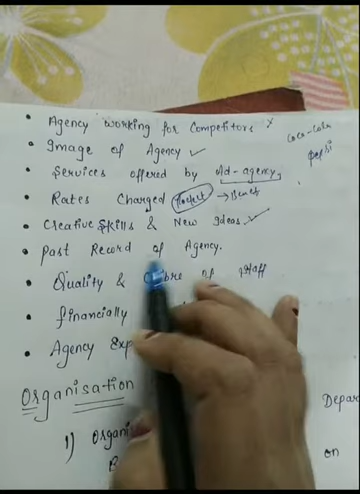 • Agency working for Competitors ×
Coca-cola
Pepsi
• Image of Agency ✓
• Services offered by Ad-agency,
• Rates Charged → Benefit
• Creative Skills & New Ideas ✓
• Past Record of Agency.
• Quality & of Staff
• financially
• Agency Exp
Organisation Depar
1) Organi
on